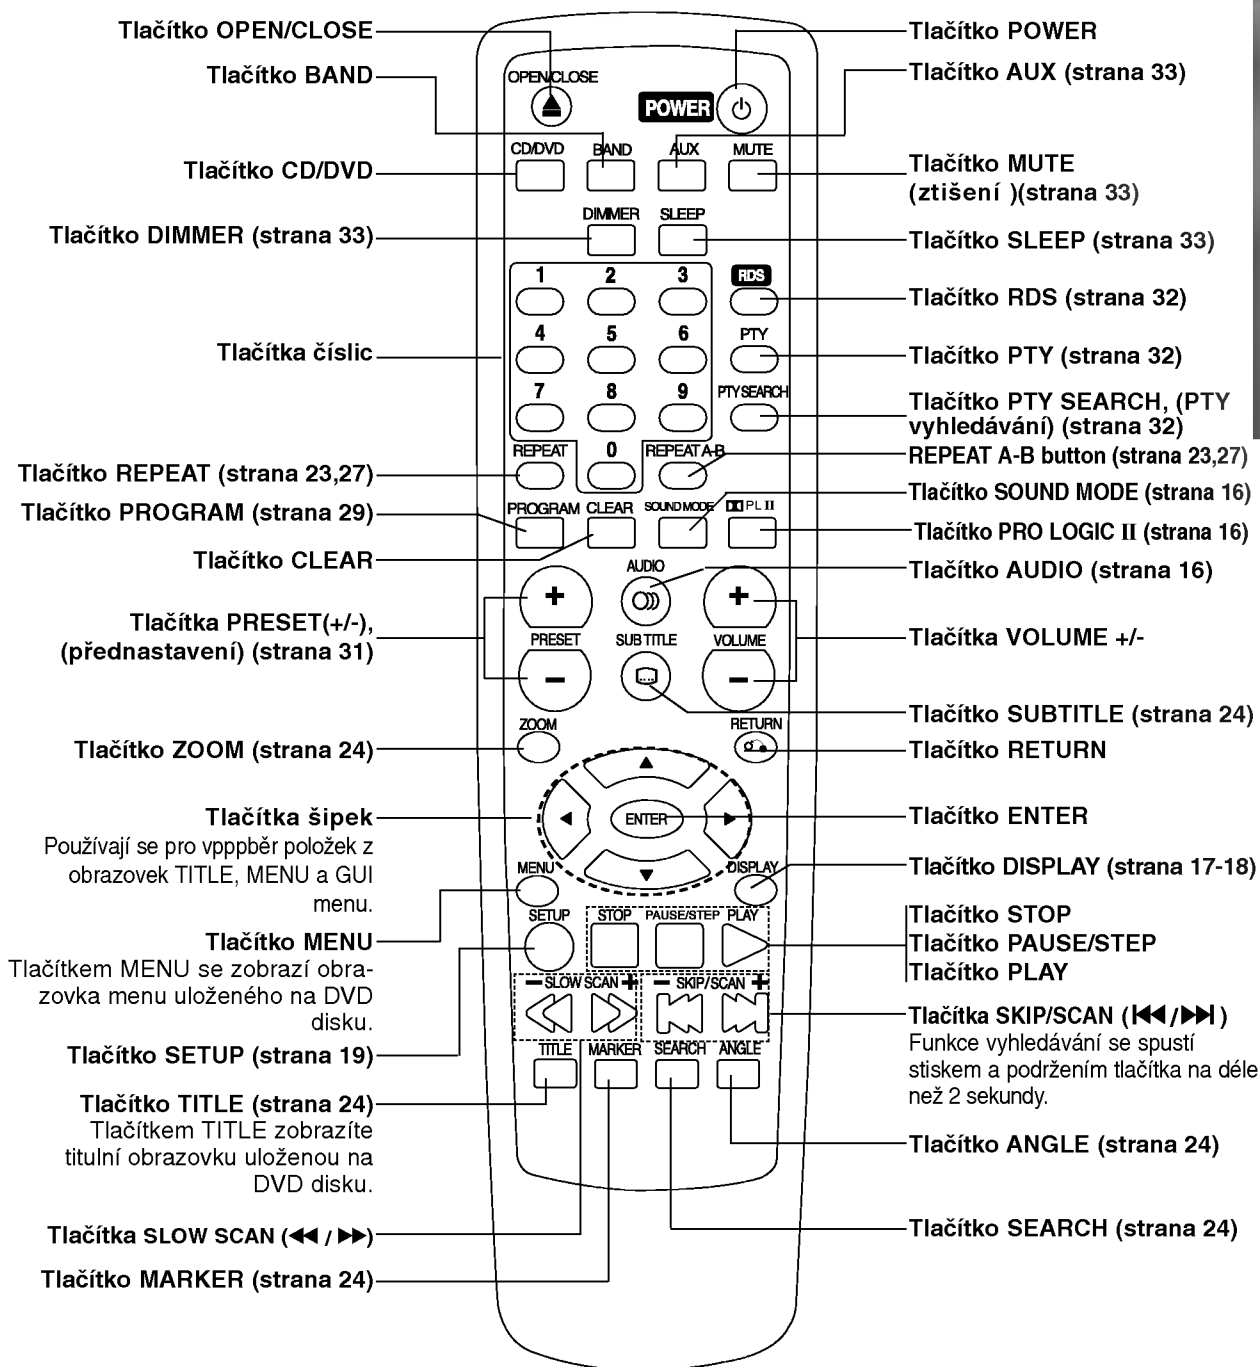 Tlačítko OPEN/CLOSE
Tlačítko BAND
Tlačítko CD/DVD
Tlačítko DIMMER (strana 33)
Tlačítka číslic
Tlačítko REPEAT (strana 23,27)
Tlačítko PROGRAM (strana 29)
Tlačítko CLEAR
Tlačítka PRESET(+/-),
(přednastavení) (strana 31)
Tlačítko ZOOM (strana 24)
Tlačítka šipek
Používají se pro vpppběr položek z
obrazovek TITLE, MENU a GUI
menu.
Tlačítko MENU
Tlačítkem MENU se zobrazí obra-
zovka menu uloženého na DVD
disku.
Tlačítko SETUP (strana 19)
Tlačítko TITLE (strana 24)
Tlačítkem TITLE zobrazíte
titulní obrazovku uloženou na
DVD disku.
Tlačítka SLOW SCAN (◀◀ / ▶▶)
Tlačítko MARKER (strana 24)
OPEN/CLOSE
POWER
CD/DVD BAND AUX MUTE
DIMMER SLEEP
1 2 3 RDS
4 5 6 PTY
7 8 9 PTY SEARCH
REPEAT 0 REPEAT A-B
PROGRAM CLEAR SOUND MODE PL II
AUDIO
+ +
PRESET SUBTITLE VOLUME
− −
ZOOM RETURN
▲
◀ ENTER ▶
▼
MENU DISPLAY
SETUP STOP PAUSE/STEP PLAY
− SLOW SCAN + − SKIP/SCAN +
TITLE MARKER SEARCH ANGLE
Tlačítko POWER
Tlačítko AUX (strana 33)
Tlačítko MUTE
(ztišení )(strana 33)
Tlačítko SLEEP (strana 33)
Tlačítko RDS (strana 32)
Tlačítko PTY (strana 32)
Tlačítko PTY SEARCH, (PTY
vyhledávání) (strana 32)
REPEAT A-B button (strana 23,27)
Tlačítko SOUND MODE (strana 16)
Tlačítko PRO LOGIC II (strana 16)
Tlačítko AUDIO (strana 16)
Tlačítka VOLUME +/-
Tlačítko SUBTITLE (strana 24)
Tlačítko RETURN
Tlačítko ENTER
Tlačítko DISPLAY (strana 17-18)
Tlačítko STOP
Tlačítko PAUSE/STEP
Tlačítko PLAY
Tlačítka SKIP/SCAN (|◀◀/▶▶|)
Funkce vyhledávání se spustí
stiskem a podržením tlačítka na déle
než 2 sekundy.
Tlačítko ANGLE (strana 24)
Tlačítko SEARCH (strana 24)